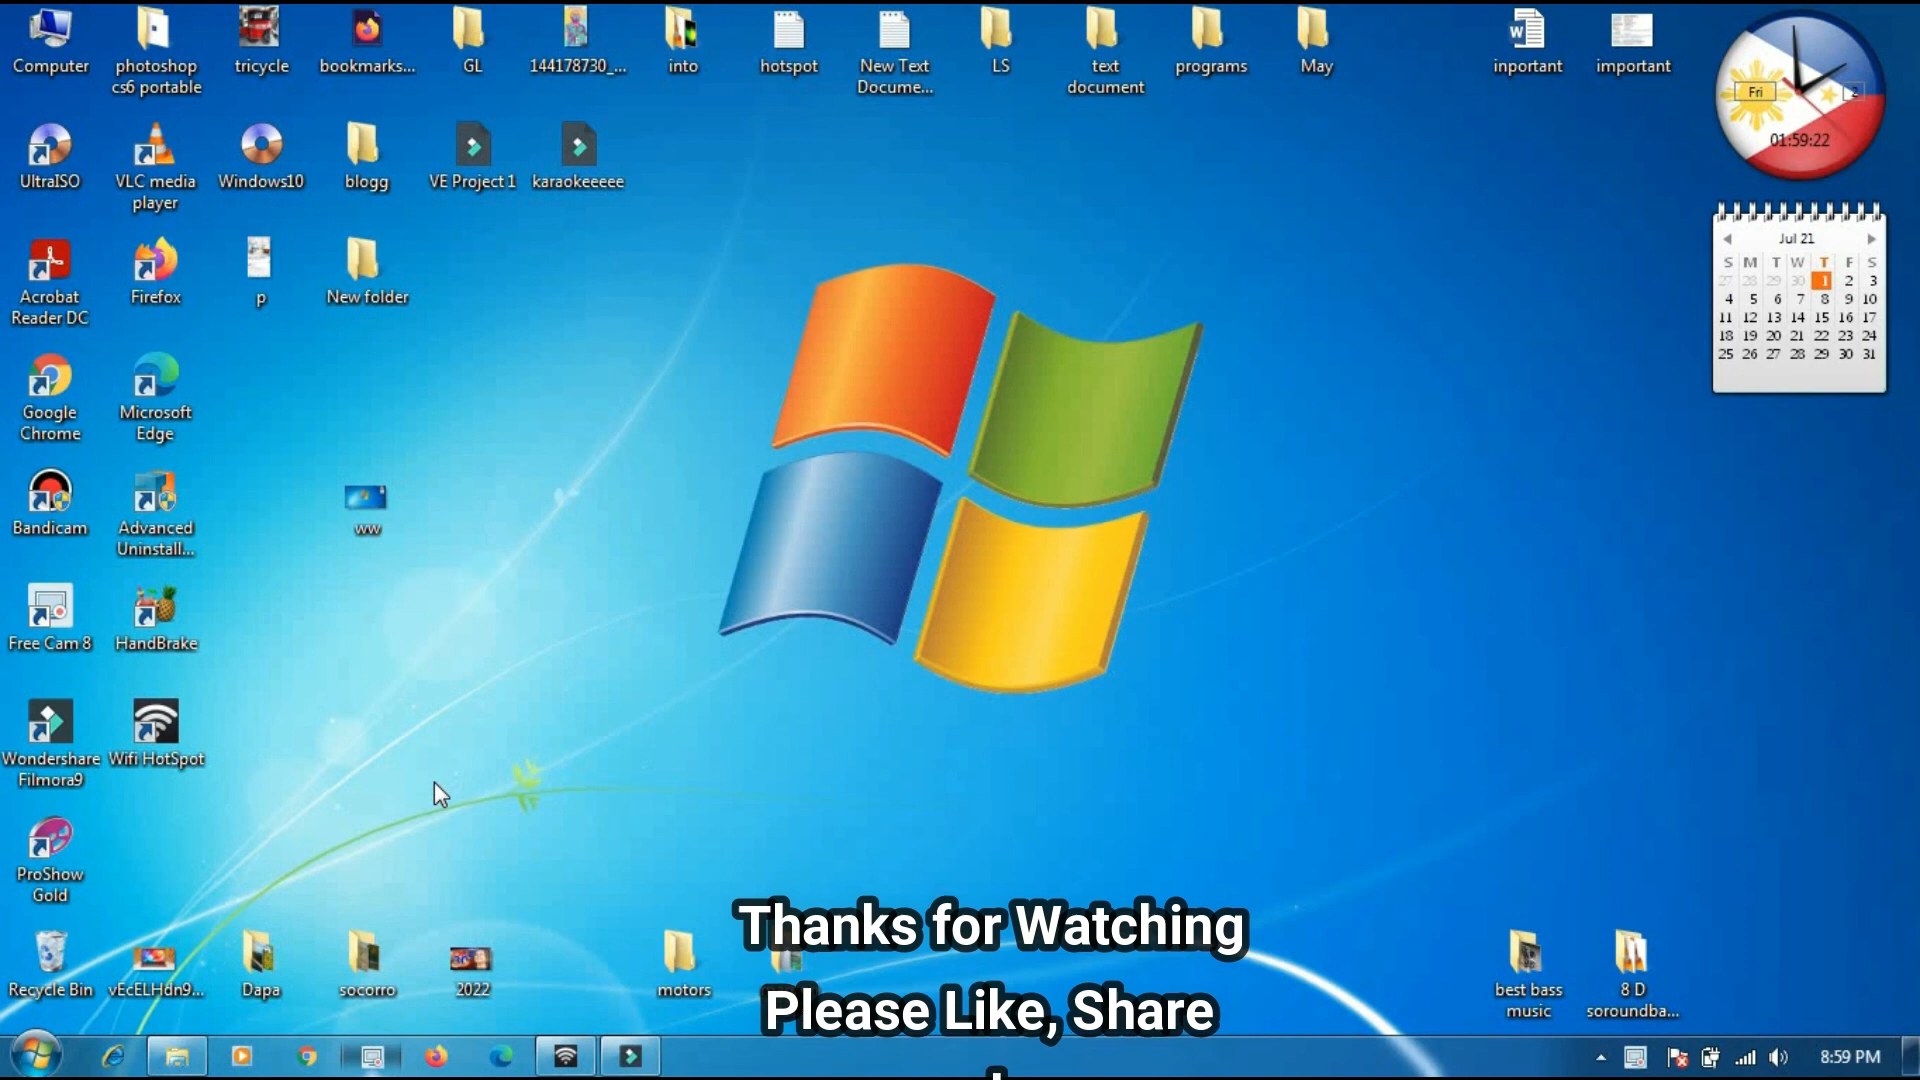 Computer
photoshop
cs6 portable
tricycle
bookmarks...
GL
144178730_...
into
hotspot
New Text
Docume...
LS
text
document
programs
May
inportant
important
Fri
2
01:59:22
UltraISO
VLC media
player
Windows10
blogg
VE Project 1
karaokeeeee
Jul 21
S M T W T F S
27 28 29 30 1 2 3
4 5 6 7 8 9 10
11 12 13 14 15 16 17
18 19 20 21 22 23 24
25 26 27 28 29 30 31
Acrobat
Reader DC
Firefox
p
New folder
Google
Chrome
Microsoft
Edge
Bandicam
Advanced
Uninstall...
ww
Free Cam 8
HandBrake
Wondershare
Filmora9
Wifi HotSpot
ProShow
Gold
Thanks for Watching
Please Like, Share
Recycle Bin
vEcELHdn9...
Dapa
socorro
2022
motors
best bass
music
8 D
soroundba...
8:59 PM